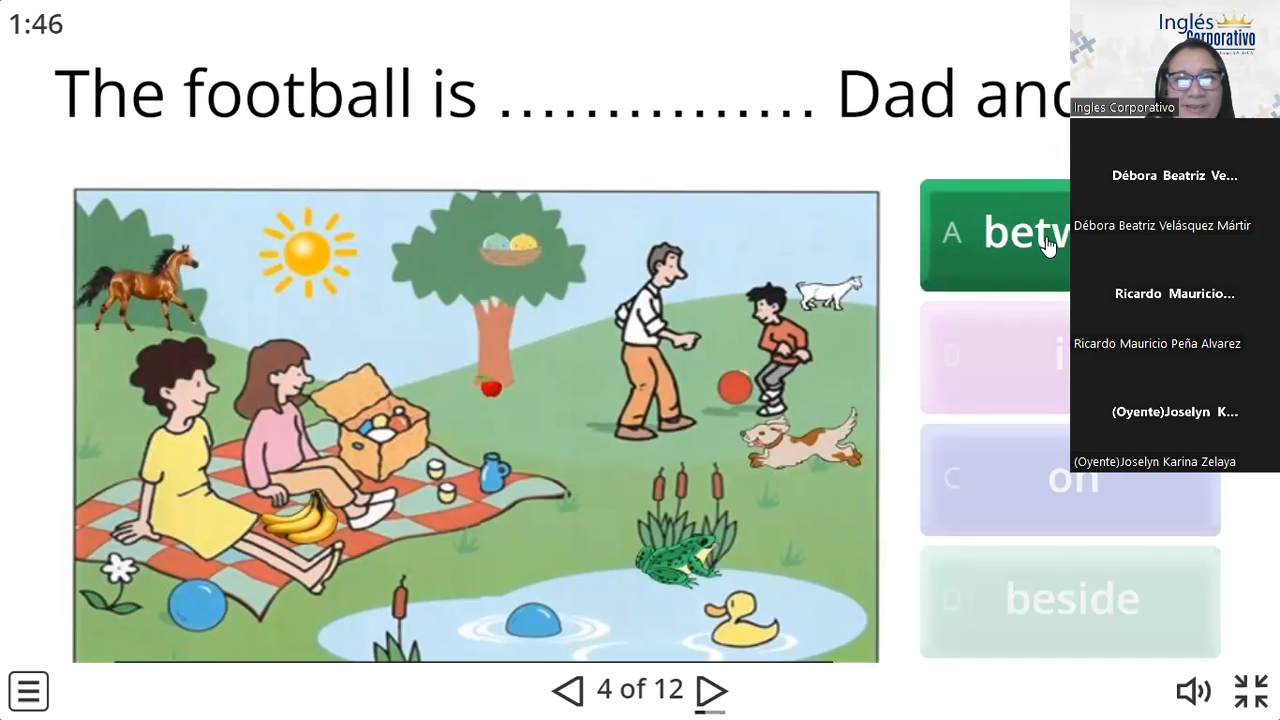 1:46
The football is ............... Dad and
Inglés
Corporativo
Ingles Corporativo
Débora Beatriz Ve...
Débora Beatriz Velásquez Mártir
Ricardo Mauricio...
Ricardo Mauricio Peña Alvarez
(Oyente)Joselyn K...
(Oyente)Joselyn Karina Zelaya
A
B
C on
D beside
4 of 12